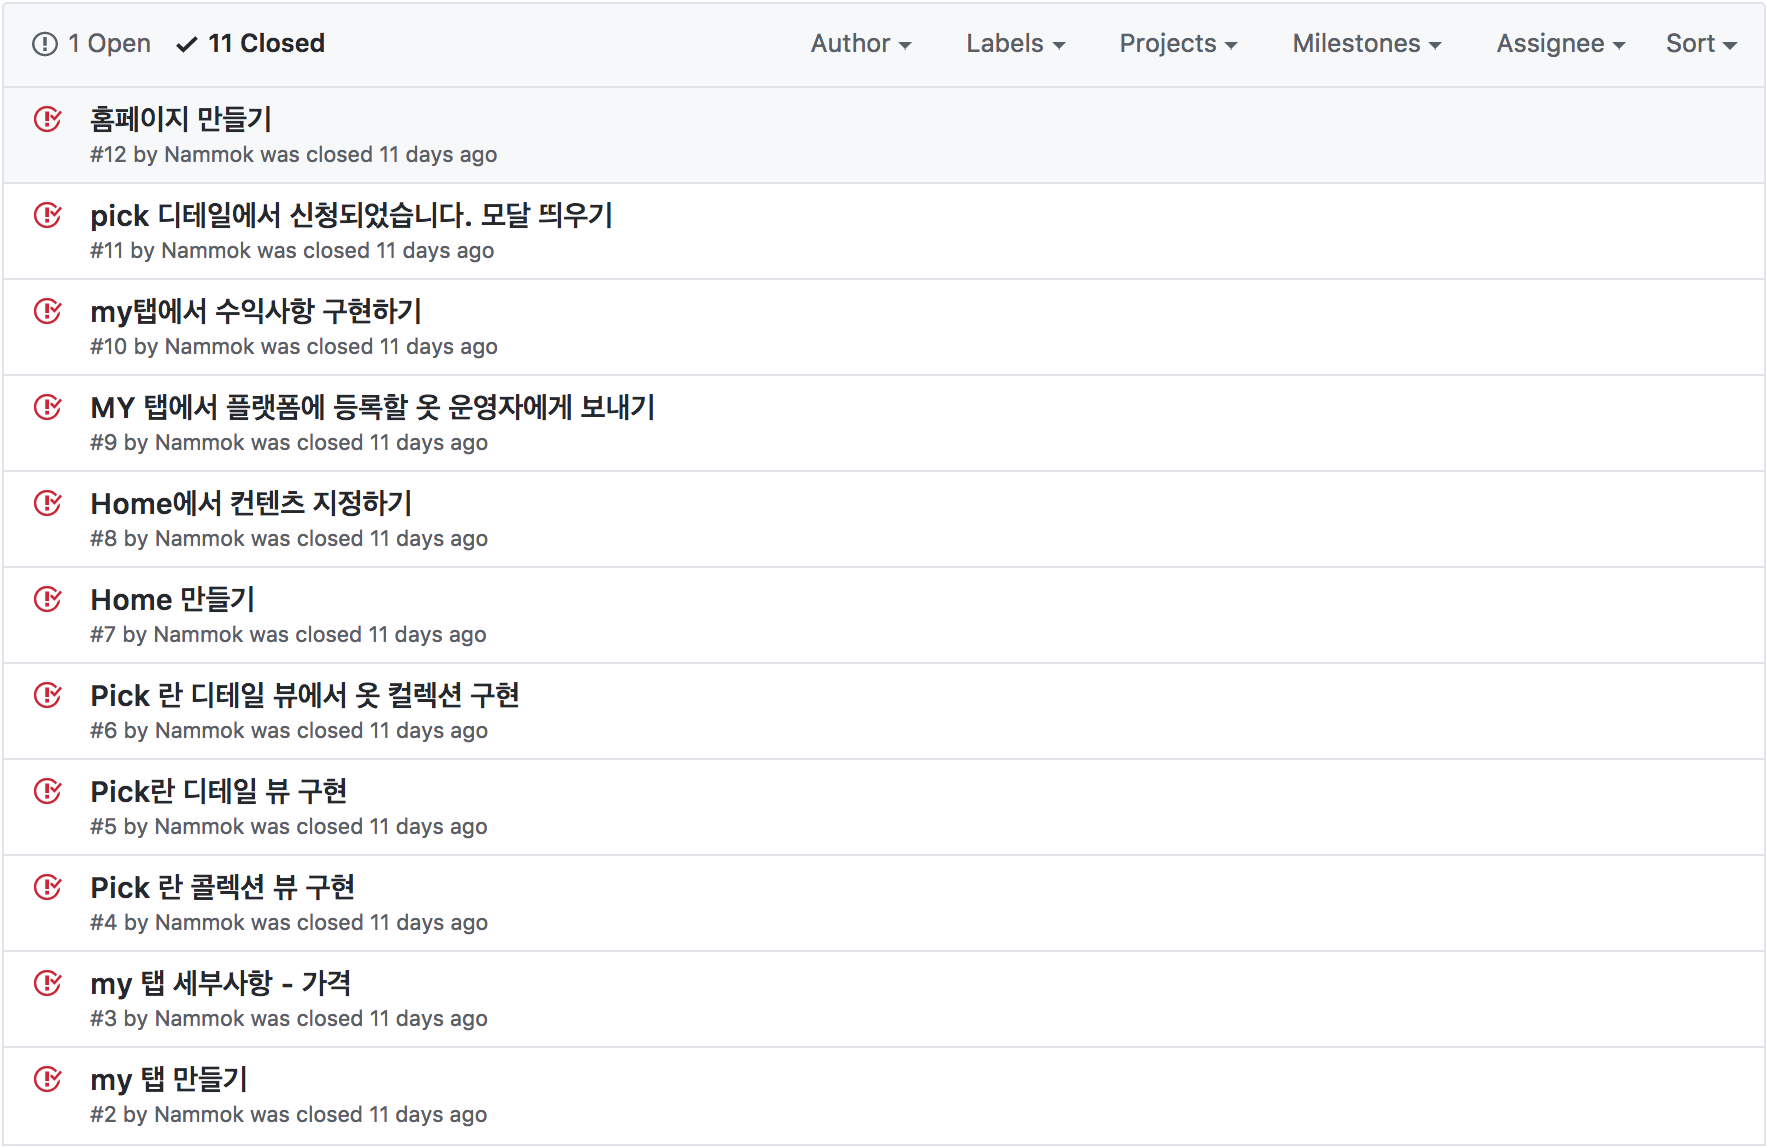 1 Open 11 Closed Author Labels Projects Milestones Assignee Sort
홈페이지 만들기
#12 by Nammok was closed 11 days ago
pick 디테일에서 신청되었습니다. 모달 띄우기
#11 by Nammok was closed 11 days ago
my탭에서 수익사항 구현하기
#10 by Nammok was closed 11 days ago
MY 탭에서 플랫폼에 등록할 옷 운영자에게 보내기
#9 by Nammok was closed 11 days ago
Home에서 컨텐츠 지정하기
#8 by Nammok was closed 11 days ago
Home 만들기
#7 by Nammok was closed 11 days ago
Pick 란 디테일 뷰에서 옷 컬렉션 구현
#6 by Nammok was closed 11 days ago
Pick란 디테일 뷰 구현
#5 by Nammok was closed 11 days ago
Pick 란 콜렉션 뷰 구현
#4 by Nammok was closed 11 days ago
my 탭 세부사항 - 가격
#3 by Nammok was closed 11 days ago
my 탭 만들기
#2 by Nammok was closed 11 days ago